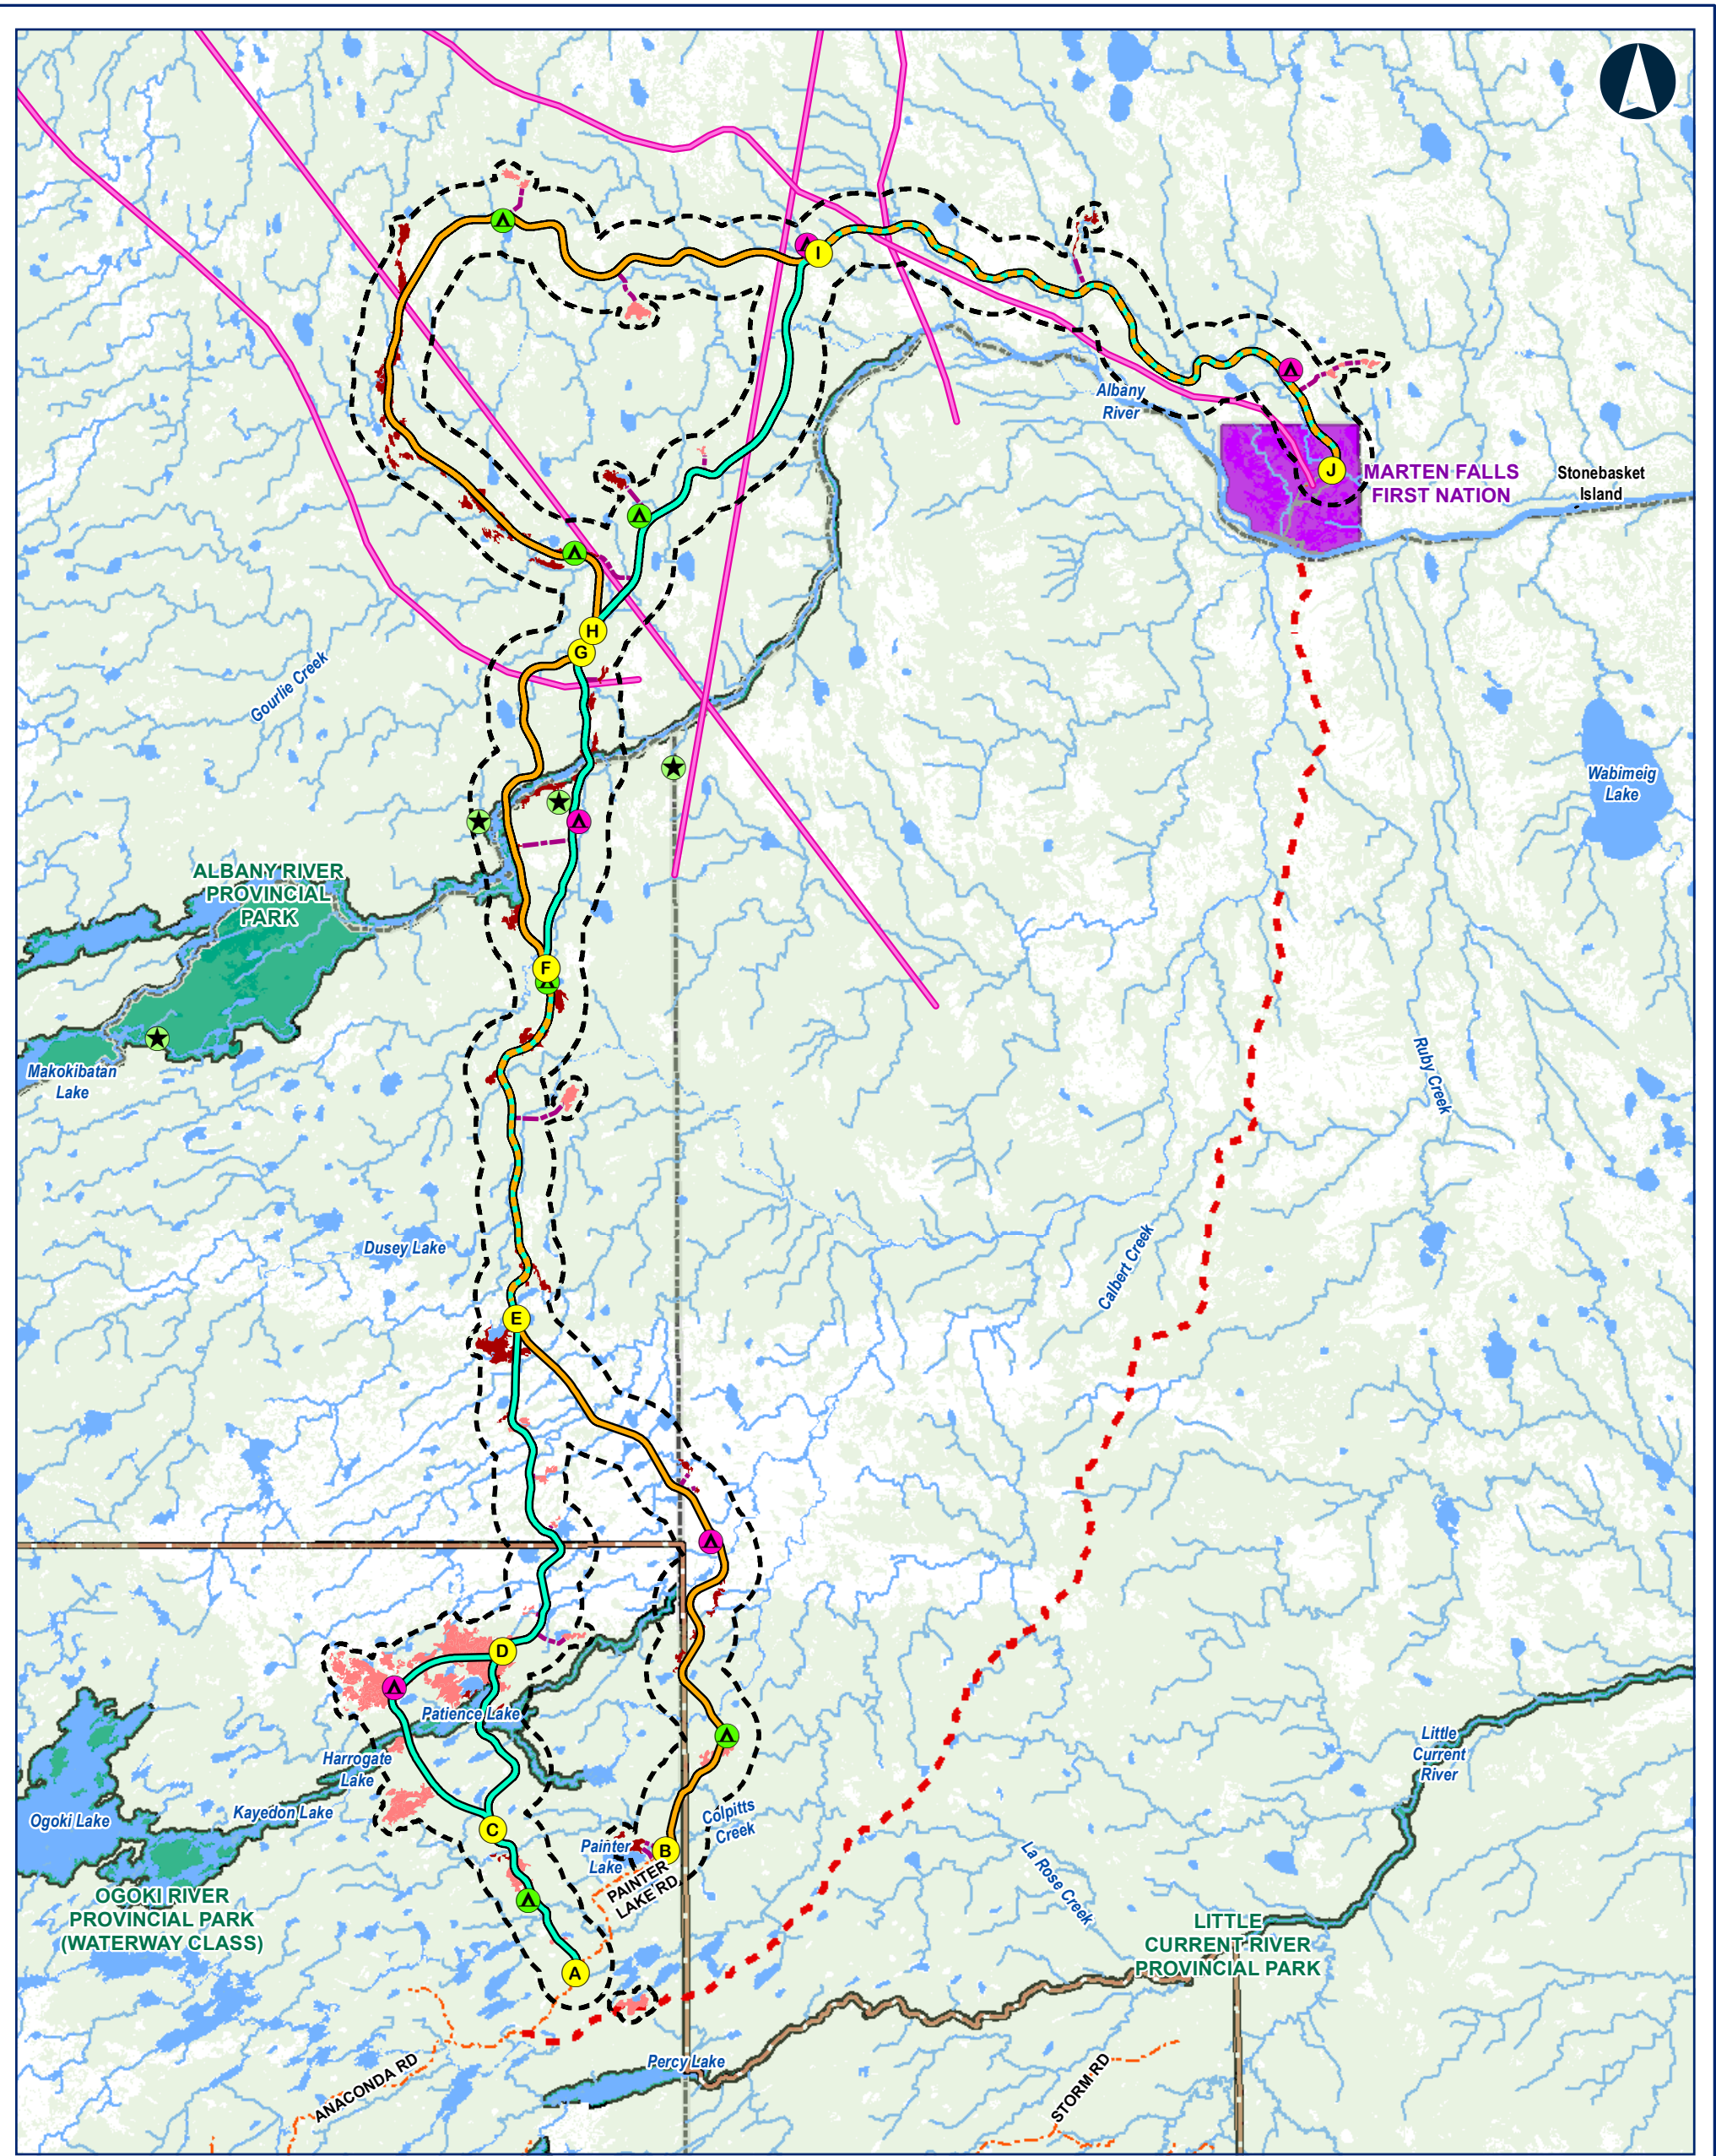 I
Albany
River
J
MARTEN FALLS
FIRST NATION
Stonebasket
Island
H
G
Gourlie Creek
Wabimeig
Lake
ALBANY RIVER
PROVINCIAL
PARK
F
Makokibatan
Lake
Ruby Creek
Dusey Lake
Calbert Creek
E
D
Patience Lake
Harrogate
Lake
Little
Current
River
Ogoki Lake
Kayedon Lake
C
Colpitts
Creek
Painter
Lake
B
PAINTER
LAKE RD
La Rose Creek
OGOKI RIVER
PROVINCIAL PARK
(WATERWAY CLASS)
LITTLE
CURRENT RIVER
PROVINCIAL PARK
A
Percy Lake
ANACONDA RD
STORM RD